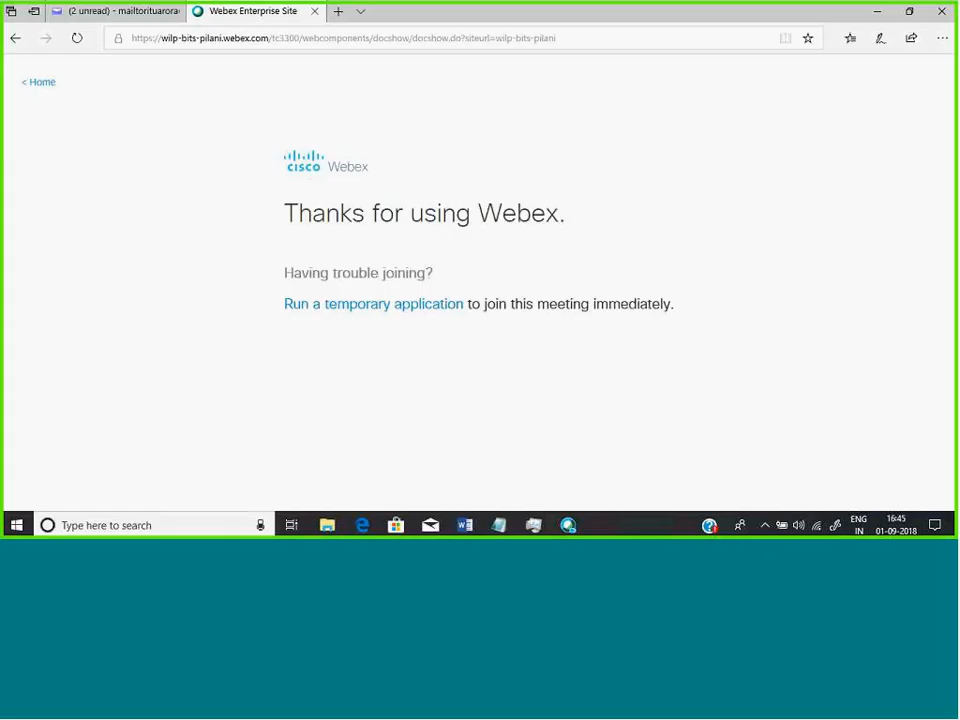 (2 unread) - mailtorituarora
Webex Enterprise Site
https://wilp-bits-pilani.webex.com/tc3300/webcomponents/docshow/docshow.do?siteurl=wilp-bits-pilani
< Home
CISCO Webex
Thanks for using Webex.
Having trouble joining?
Run a temporary application to join this meeting immediately.
Type here to search
ENG
IN
16:45
01-09-2018